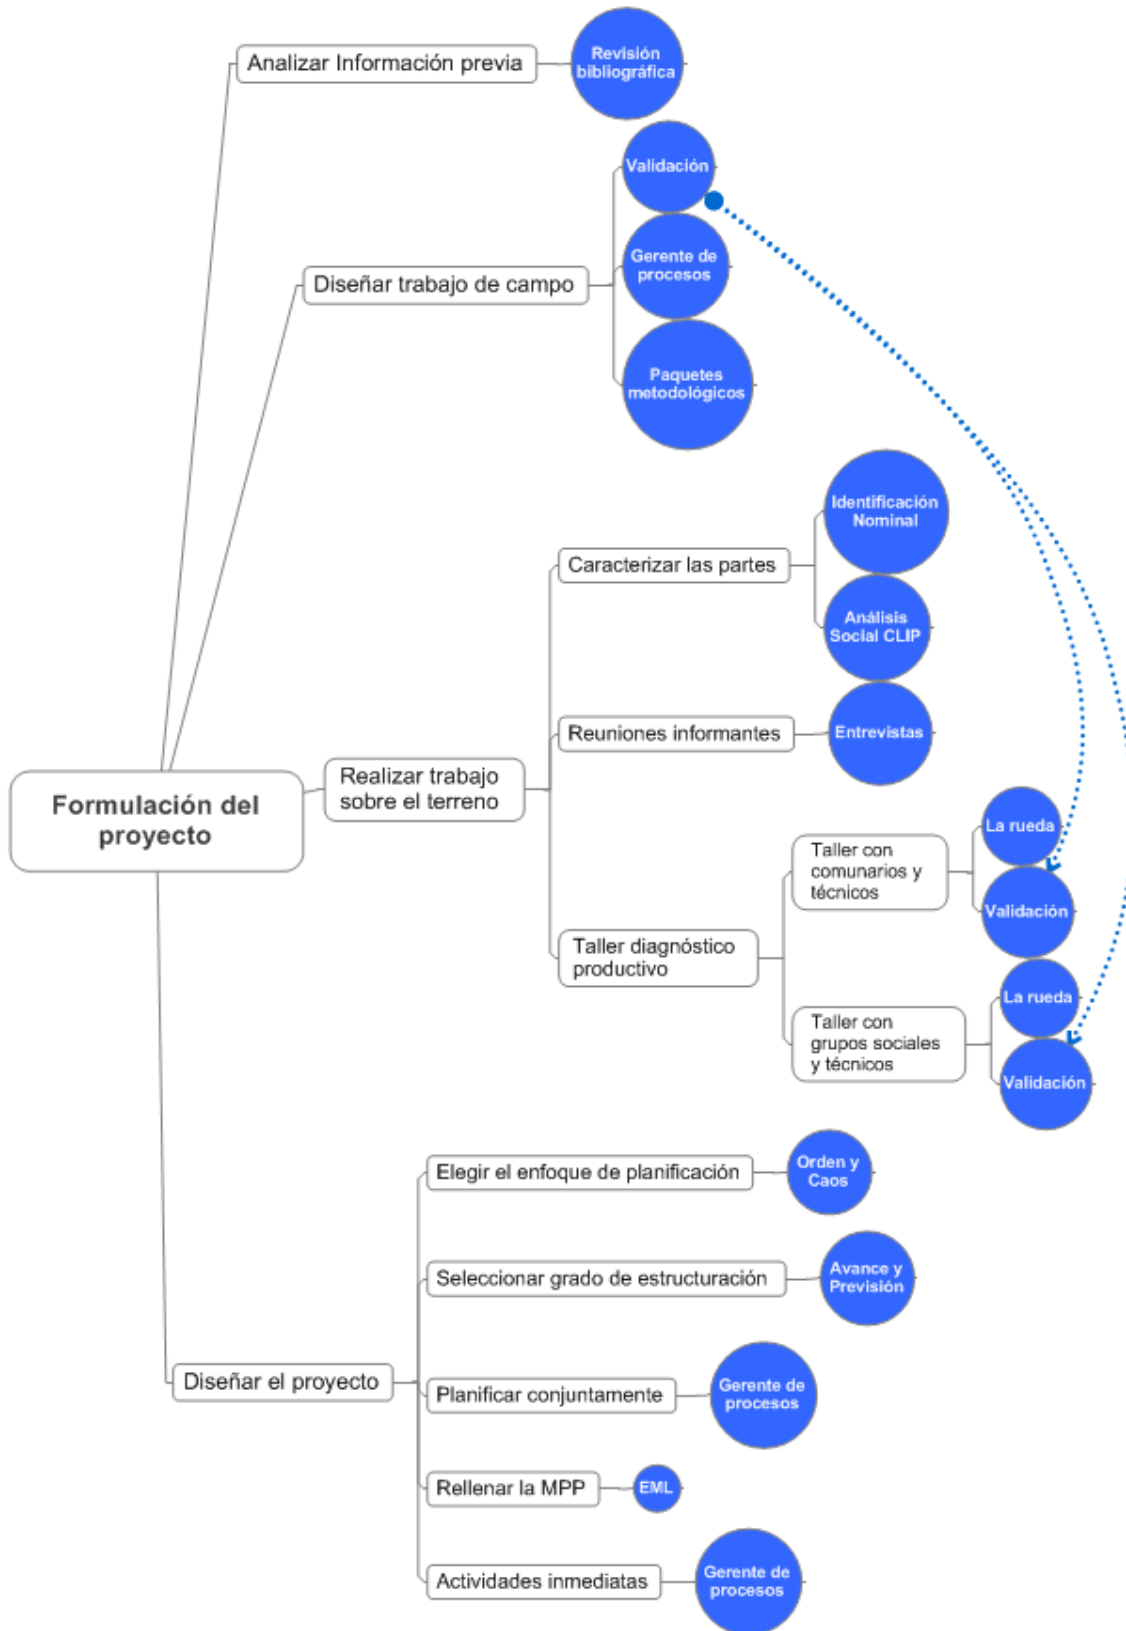 Analizar Información previa
Revisión
bibliográfica
Validación
Gerente de
procesos
Diseñar trabajo de campo
Paquetes
metodológicos
Identificación
Nominal
Caracterizar las partes
Análisis
Social CLIP
Reuniones informantes
Entrevistas
Realizar trabajo
sobre el terreno
Formulación del
proyecto
La rueda
Taller con
comunarios y
técnicos
Validación
Taller diagnóstico
productivo
La rueda
Taller con
grupos sociales
y técnicos
Validación
Elegir el enfoque de planificación
Orden y
Caos
Seleccionar grado de estructuración
Avance y
Previsión
Diseñar el proyecto
Planificar conjuntamente
Gerente de
procesos
Rellenar la MPP
EML
Actividades inmediatas
Gerente de
procesos